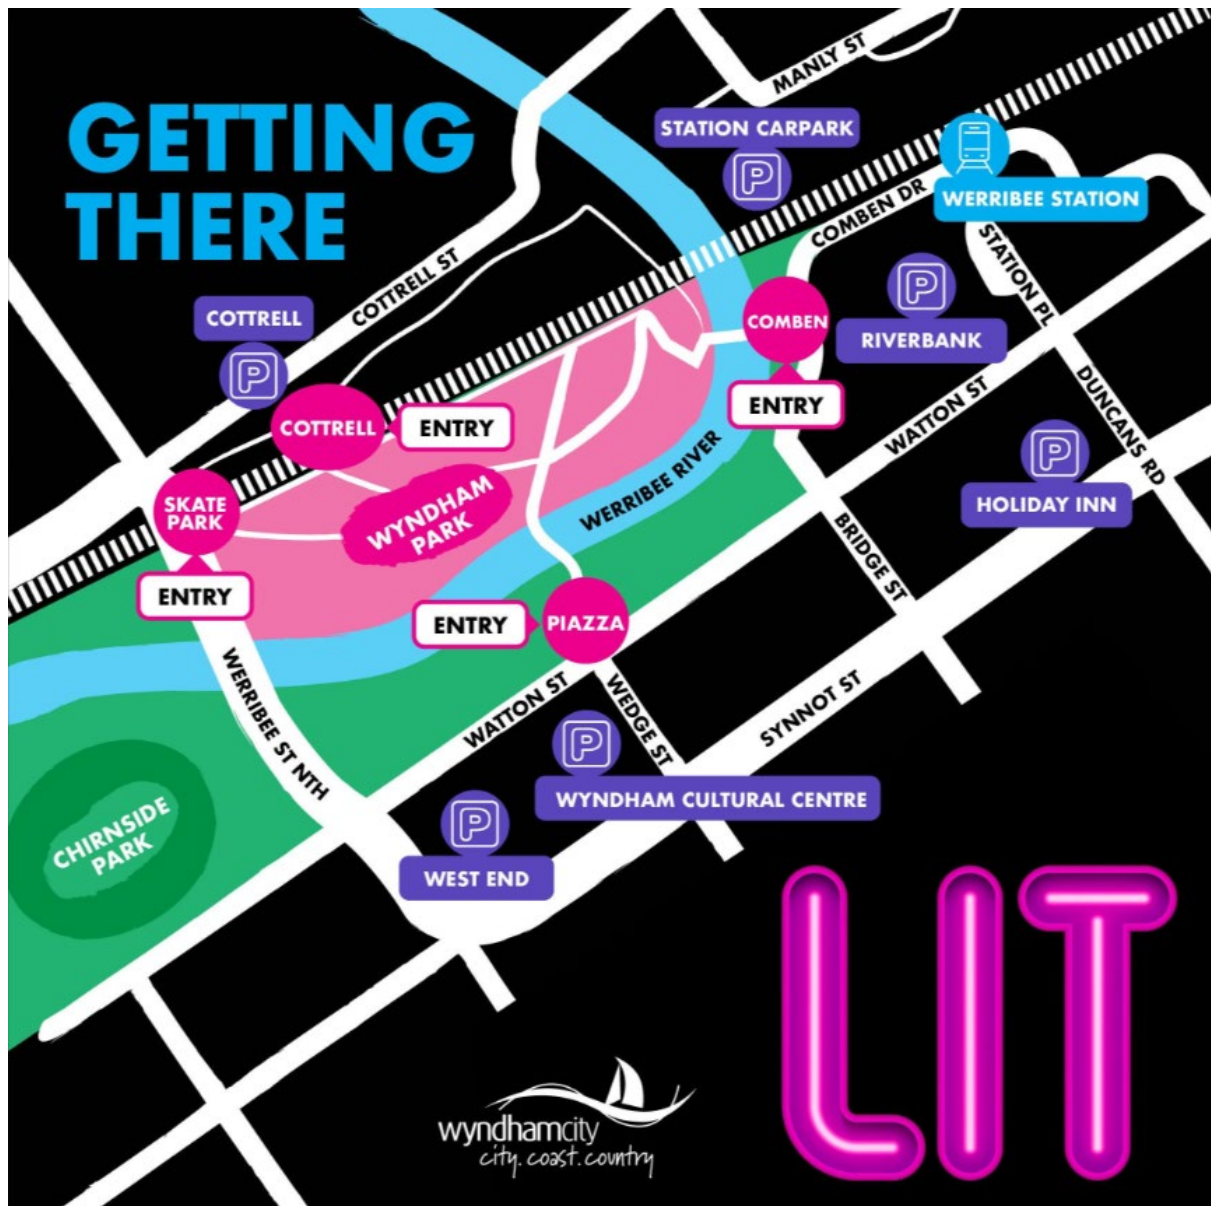 GETTING
THERE
MANLY ST
STATION CARPARK
P
WERRIBEE STATION
COMBEN DR
STATION PL
COTTRELL ST
COTTRELL
P
P
RIVERBANK
COMBEN
ENTRY
COTTRELL
ENTRY
WATTON ST
DUNCANS RD
P
HOLIDAY INN
SKATE
PARK
ENTRY
WYNDHAM
PARK
WERRIBEE RIVER
BRIDGE ST
ENTRY
PIAZZA
WERRIBEE ST NTH
WATTON ST
WEDGE ST
SYNNOT ST
P
WYNDHAM CULTURAL CENTRE
P
WEST END
CHIRNSIDE
PARK
LIT
wyndhamcity
city. coast. country